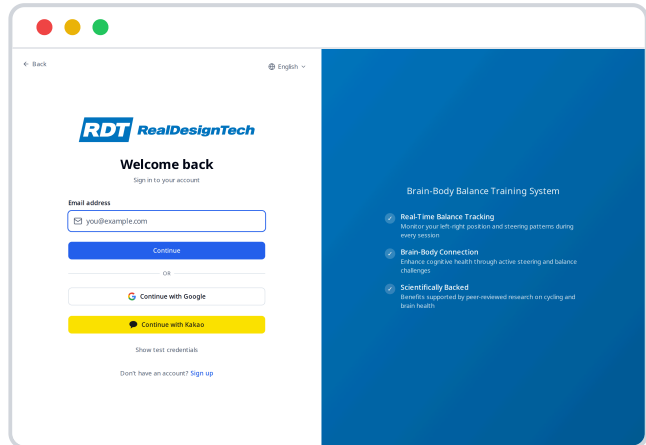 Back
English
RDT RealDesignTech
Welcome back
Sign in to your account
Email address
you@example.com
Continue
OR
Continue with Google
Continue with Kakao
Show test credentials
Don't have an account? Sign up
Brain-Body Balance Training System
Real-Time Balance Tracking
Monitor your left-right position and steering patterns during
every session
Brain-Body Connection
Enhance cognitive health through active steering and balance
challenges
Scientifically Backed
Benefits supported by peer-reviewed research on cycling and
brain health